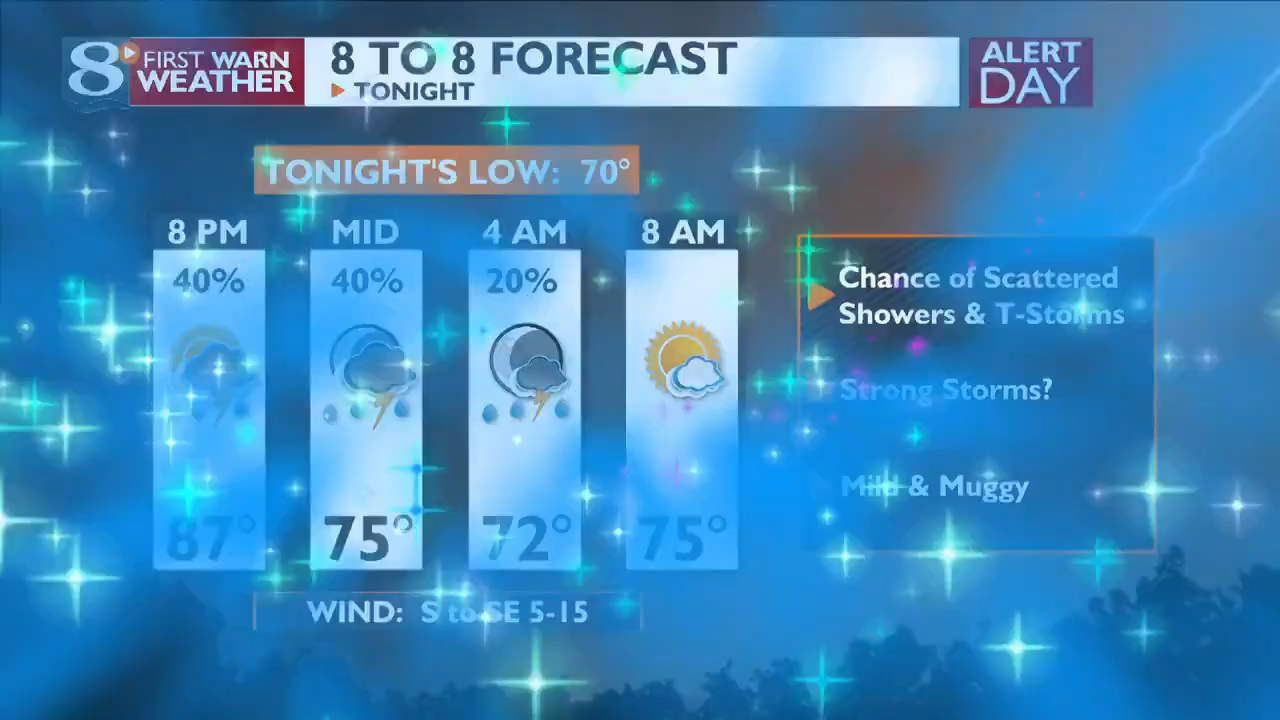 8 FIRST WARN
WEATHER
8 TO 8 FORECAST
TONIGHT
ALERT
DAY
TONIGHT'S LOW: 70°
8 PM MID 4 AM 8 AM
40% 40% 20%
87° 75° 72° 75°
WIND: S to SE 5-15
Chance of Scattered
Showers & T-Storms
Strong Storms?
Mild & Muggy